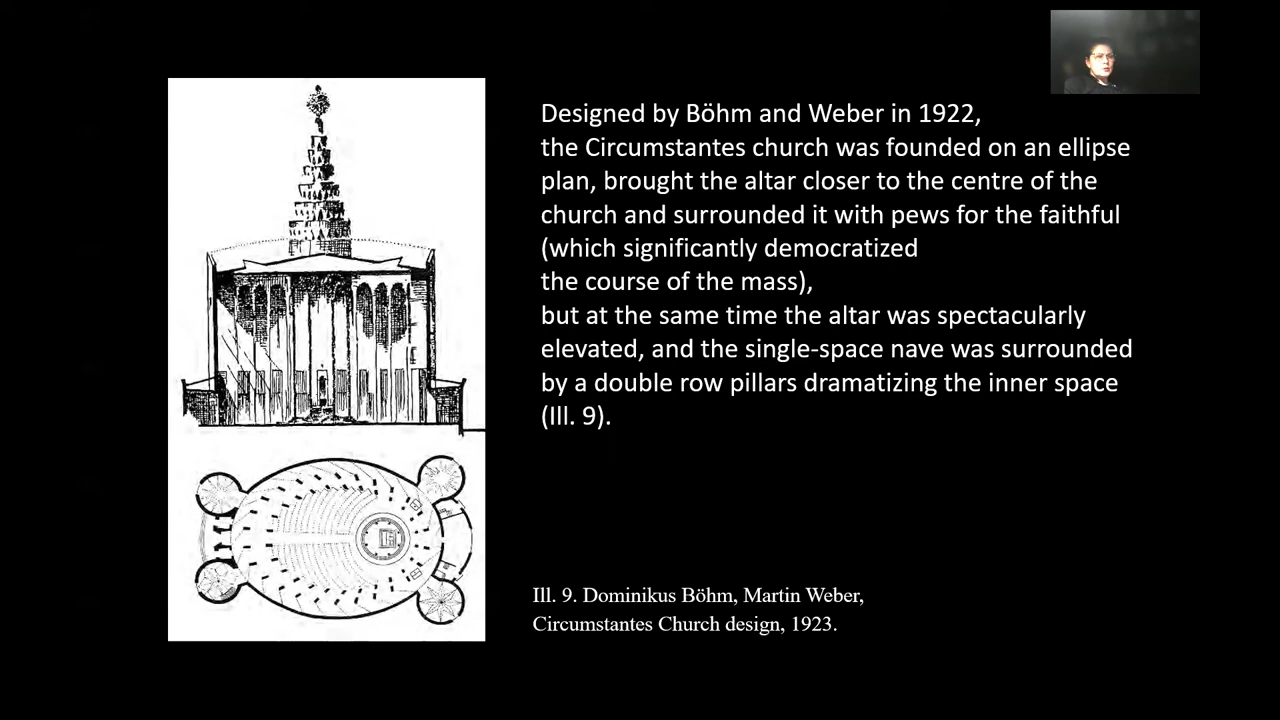 Designed by Böhm and Weber in 1922,
the Circumstantes church was founded on an ellipse
plan, brought the altar closer to the centre of the
church and surrounded it with pews for the faithful
(which significantly democratized
the course of the mass),
but at the same time the altar was spectacularly
elevated, and the single-space nave was surrounded
by a double row pillars dramatizing the inner space
(Ill. 9).
Ill. 9. Dominikus Böhm, Martin Weber,
Circumstantes Church design, 1923.